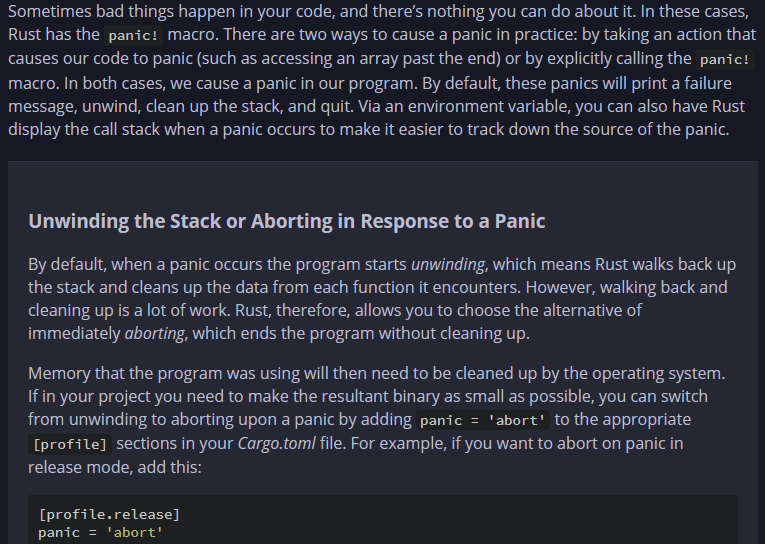 Sometimes bad things happen in your code, and there’s nothing you can do about it. In these cases,
Rust has the panic! macro. There are two ways to cause a panic in practice: by taking an action that
causes our code to panic (such as accessing an array past the end) or by explicitly calling the panic!
macro. In both cases, we cause a panic in our program. By default, these panics will print a failure
message, unwind, clean up the stack, and quit. Via an environment variable, you can also have Rust
display the call stack when a panic occurs to make it easier to track down the source of the panic.
Unwinding the Stack or Aborting in Response to a Panic
By default, when a panic occurs the program starts unwinding, which means Rust walks back up
the stack and cleans up the data from each function it encounters. However, walking back and
cleaning up is a lot of work. Rust, therefore, allows you to choose the alternative of
immediately aborting, which ends the program without cleaning up.
Memory that the program was using will then need to be cleaned up by the operating system.
If in your project you need to make the resultant binary as small as possible, you can switch
from unwinding to aborting upon a panic by adding panic = 'abort' to the appropriate
[profile] sections in your Cargo.toml file. For example, if you want to abort on panic in
release mode, add this:
[profile.release]
panic = 'abort'